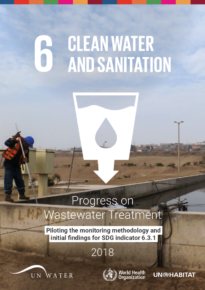 6 CLEAN WATER
AND SANITATION
Progress on
Wastewater Treatment
Piloting the monitoring methodology and
initial findings for SDG indicator 6.3.1
2018
UN WATER
World Health
Organization
UN HABITAT